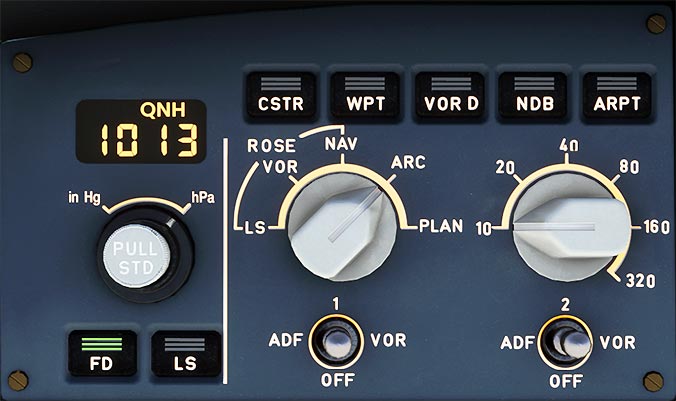 CSTR WPT VOR D NDB ARPT
QNH
1013
in Hg hPa
PULL
STD
FD LS
ROSE NAV
VOR ARC
LS PLAN
40
20 80
10 160
320
1
ADF VOR
OFF
2
ADF VOR
OFF